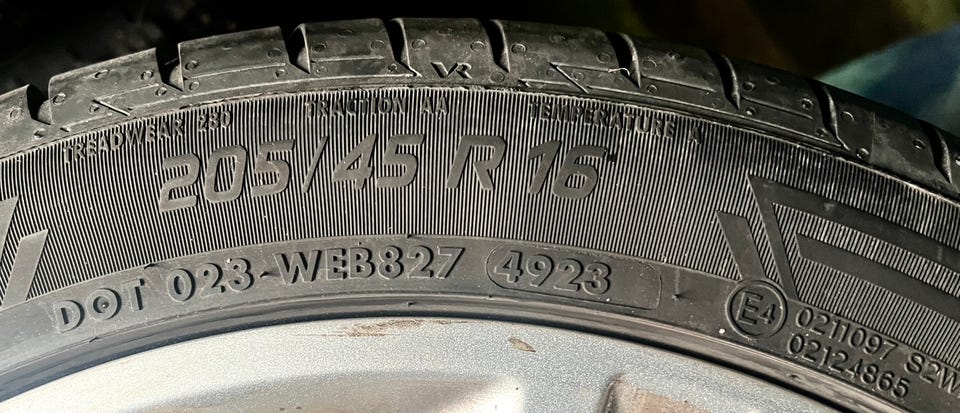 VR
TREADWEAR 280 TRACTION AA TEMPERATURE A
205/45 R 16
DOT 023 WEB827 4923
E4
0211097 S2W
02124865